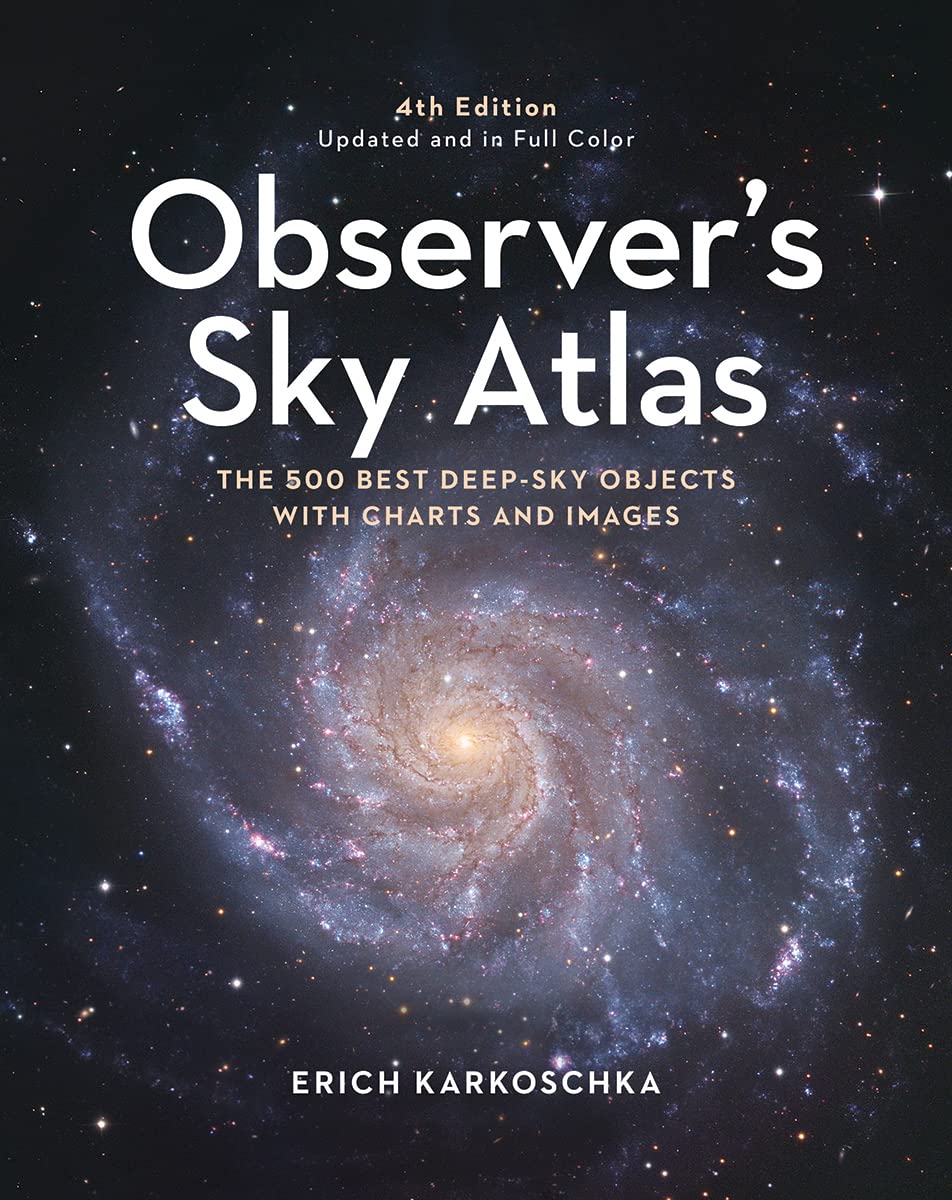 4th Edition
Updated and in Full Color
Observer's
Sky Atlas
THE 500 BEST DEEP-SKY OBJECTS
WITH CHARTS AND IMAGES
ERICH KARKOSCHKA